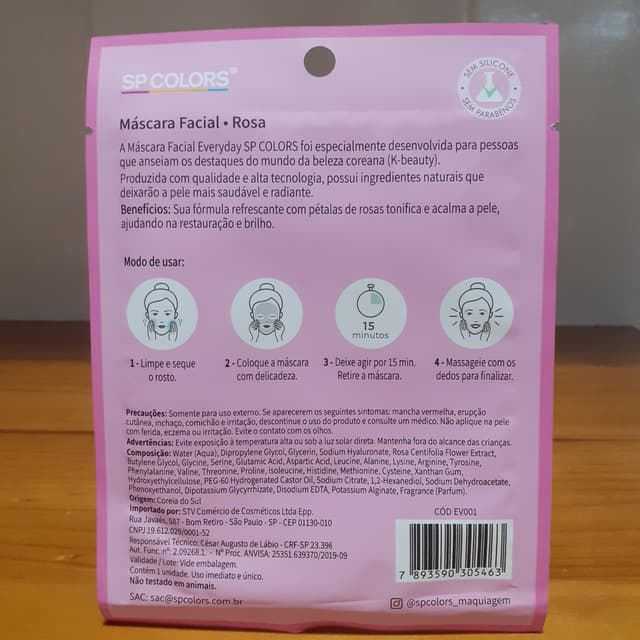 SP COLORS®
SEM SILICONE • SEM PARABENOS •
Máscara Facial • Rosa
A Máscara Facial Everyday SP COLORS foi especialmente desenvolvida para pessoas
que anseiam os destaques do mundo da beleza coreana (K-beauty).
Produzida com qualidade e alta tecnologia, possui ingredientes naturais que
deixarão a pele mais saudável e radiante.
Benefícios: Sua fórmula refrescante com pétalas de rosas tonifica e acalma a pele,
ajudando na restauração e brilho.
Modo de usar:
15
minutos
1 - Limpe e seque
o rosto.
2 - Coloque a máscara
com delicadeza.
3 - Deixe agir por 15 min.
Retire a máscara.
4 - Massageie com os
dedos para finalizar.
Precauções: Somente para uso externo. Se aparecerem os seguintes sintomas: mancha vermelha, erupção
cutânea, inchaço, comichão e irritação, descontinue o uso do produto e consulte um médico. Não aplique na pele
com ferida, eczema ou irritação. Evite o contato com os olhos.
Advertências: Evite exposição à temperatura alta ou sob a luz solar direta. Mantenha fora do alcance das crianças.
Composição: Water (Aqua), Dipropylene Glycol, Glycerin, Sodium Hyaluronate, Rosa Centifolia Flower Extract,
Butylene Glycol, Glycine, Serine, Glutamic Acid, Aspartic Acid, Leucine, Alanine, Lysine, Arginine, Tyrosine,
Phenylalanine, Valine, Threonine, Proline, Isoleucine, Histidine, Methionine, Cysteine, Xanthan Gum,
Hydroxyethylcellulose, PEG-60 Hydrogenated Castor Oil, Sodium Citrate, 1,2-Hexanediol, Sodium Dehydroacetate,
Phenoxyethanol, Dipotassium Glycyrrhizate, Disodium EDTA, Potassium Alginate, Fragrance (Parfum).
Origem: Coreia do Sul
Importado por: STV Comércio de Cosméticos Ltda Epp.
Rua Javaés, 587 - Bom Retiro - São Paulo - SP - CEP 01130-010
CNPJ 19.612.029/0001-52
Responsável Técnico: César Augusto de Lábio - CRF-SP 23.396
Aut. Func. nº: 2.09268.1. - Nº Proc. ANVISA: 25351.639370/2019-09
Validade / Lote: Vide embalagem.
Contém 1 unidade. Uso imediato e único.
Não testado em animais.
SAC: sac@spcolors.com.br
CÓD EV001
7 893590 305463
@spcolors_maquiagem